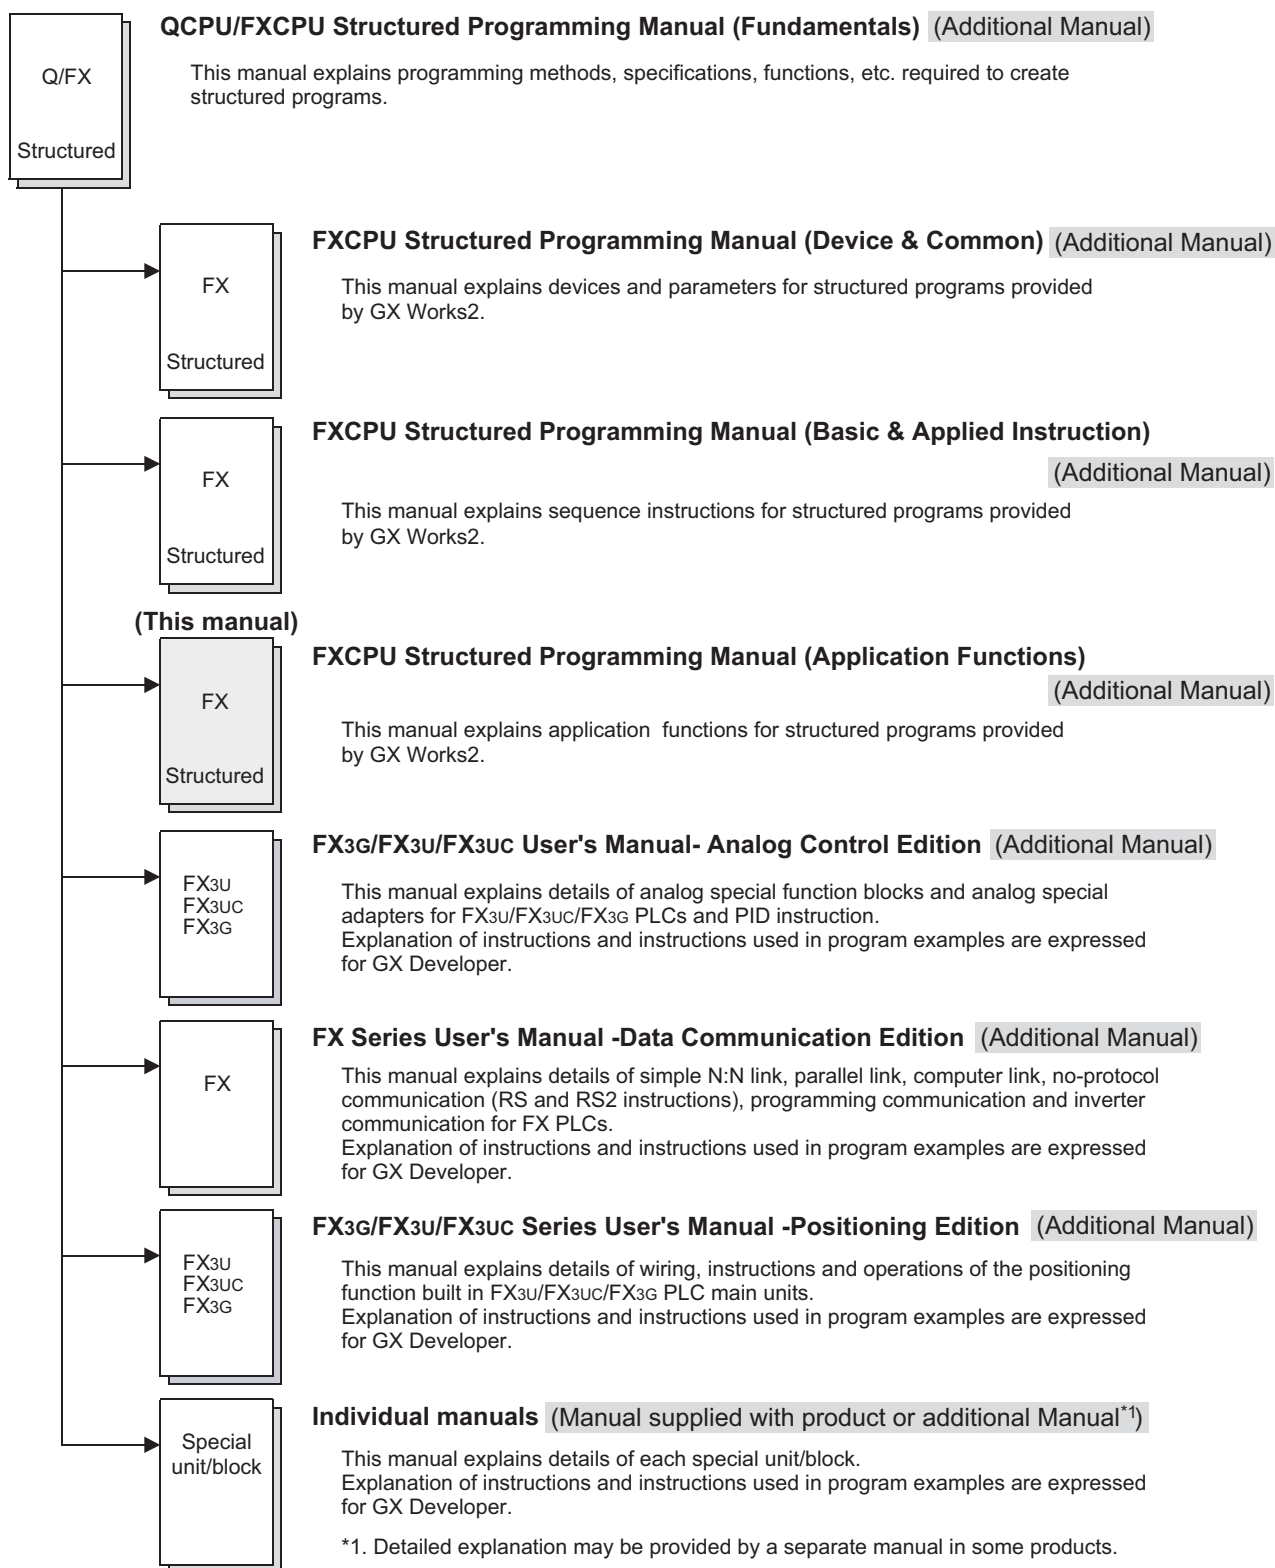 QCPU/FXCPU Structured Programming Manual (Fundamentals) (Additional Manual)
Q/FX
Structured
This manual explains programming methods, specifications, functions, etc. required to create
structured programs.
FXCPU Structured Programming Manual (Device & Common) (Additional Manual)
FX
Structured
This manual explains devices and parameters for structured programs provided
by GX Works2.
FXCPU Structured Programming Manual (Basic & Applied Instruction)
(Additional Manual)
FX
Structured
This manual explains sequence instructions for structured programs provided
by GX Works2.
(This manual)
FXCPU Structured Programming Manual (Application Functions)
(Additional Manual)
FX
Structured
This manual explains application functions for structured programs provided
by GX Works2.
FX3G/FX3U/FX3UC User's Manual- Analog Control Edition (Additional Manual)
FX3U
FX3UC
FX3G
This manual explains details of analog special function blocks and analog special
adapters for FX3U/FX3UC/FX3G PLCs and PID instruction.
Explanation of instructions and instructions used in program examples are expressed
for GX Developer.
FX Series User's Manual -Data Communication Edition (Additional Manual)
FX
This manual explains details of simple N:N link, parallel link, computer link, no-protocol
communication (RS and RS2 instructions), programming communication and inverter
communication for FX PLCs.
Explanation of instructions and instructions used in program examples are expressed
for GX Developer.
FX3G/FX3U/FX3UC Series User's Manual -Positioning Edition (Additional Manual)
FX3U
FX3UC
FX3G
This manual explains details of wiring, instructions and operations of the positioning
function built in FX3U/FX3UC/FX3G PLC main units.
Explanation of instructions and instructions used in program examples are expressed
for GX Developer.
Individual manuals (Manual supplied with product or additional Manual*1)
Special
unit/block
This manual explains details of each special unit/block.
Explanation of instructions and instructions used in program examples are expressed
for GX Developer.
*1. Detailed explanation may be provided by a separate manual in some products.